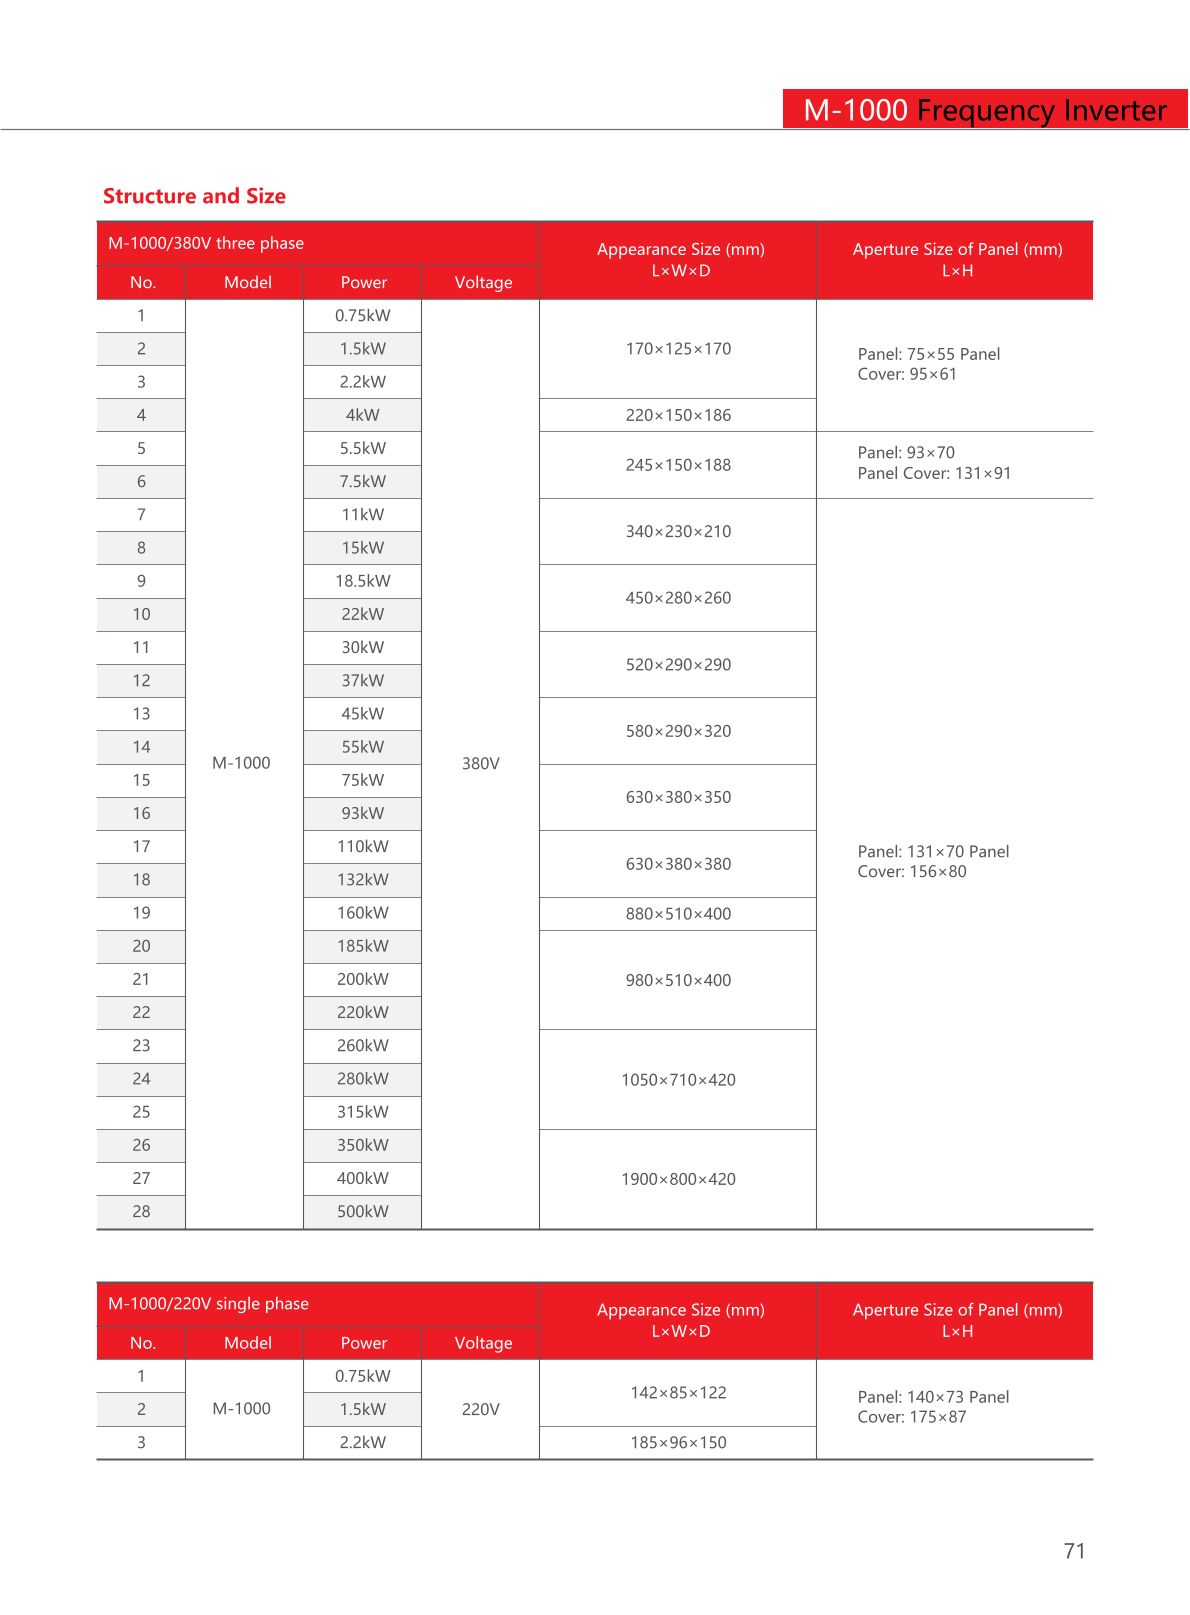 M-1000 Frequency Inverter
Structure and Size
M-1000/380V three phase
Appearance Size (mm)
L×W×D
Aperture Size of Panel (mm)
L×H
No. Model Power Voltage
1 0.75kW
2 1.5kW 170×125×170
Panel: 75×55 Panel
Cover: 95×61
3 2.2kW
4 4kW 220×150×186
5 5.5kW
245×150×188
Panel: 93×70
Panel Cover: 131×91
6 7.5kW
7 11kW
340×230×210
8 15kW
9 18.5kW
450×280×260
10 22kW
11 30kW
520×290×290
12 37kW
13 45kW
580×290×320
14 55kW
M-1000 380V
15 75kW
630×380×350
16 93kW
17 110kW
Panel: 131×70 Panel
Cover: 156×80
630×380×380
18 132kW
19 160kW 880×510×400
20 185kW
21 200kW 980×510×400
22 220kW
23 260kW
24 280kW 1050×710×420
25 315kW
26 350kW
27 400kW 1900×800×420
28 500kW
M-1000/220V single phase
Appearance Size (mm)
L×W×D
Aperture Size of Panel (mm)
L×H
No. Model Power Voltage
1 0.75kW
142×85×122
2 M-1000 1.5kW 220V
Panel: 140×73 Panel
Cover: 175×87
3 2.2kW 185×96×150
71